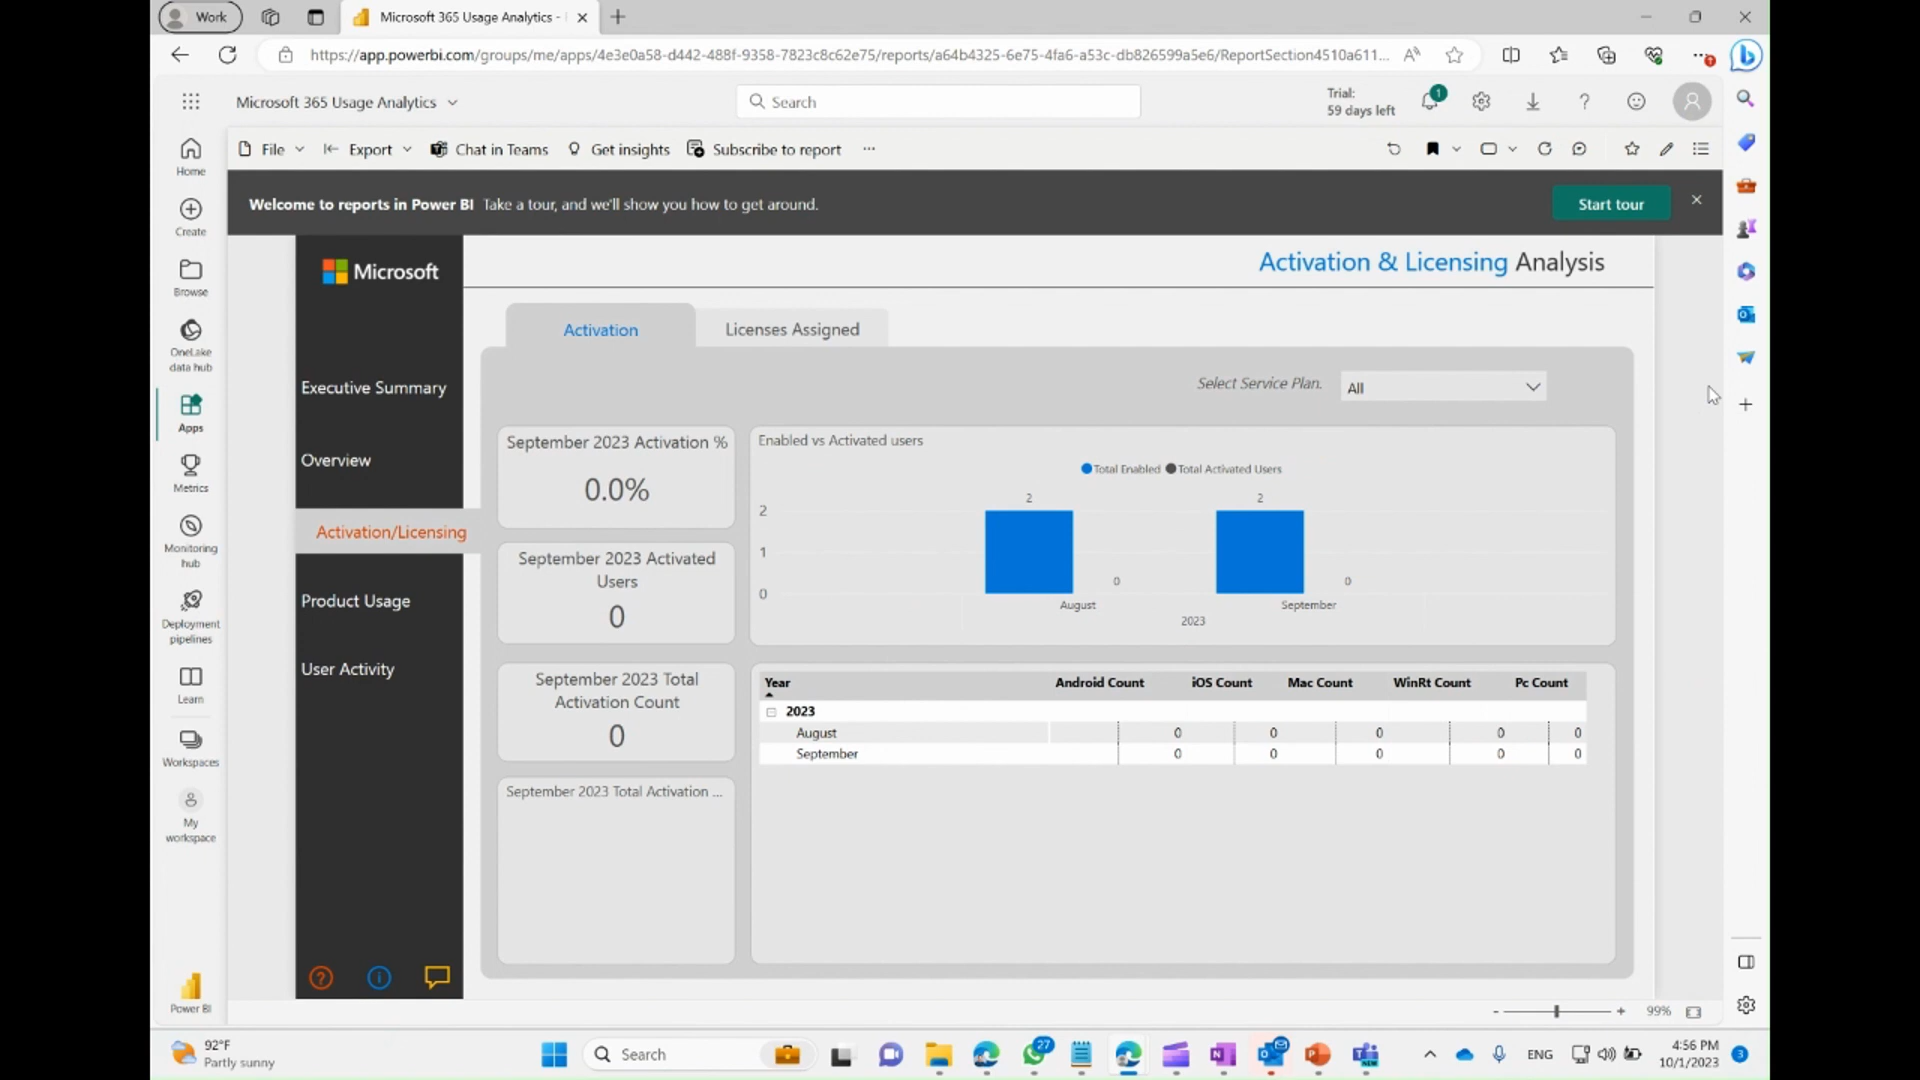 Work
Microsoft 365 Usage Analytics -
https://app.powerbi.com/groups/me/apps/4e3e0a58-d442-488f-9358-7823c8c62e75/reports/a64b4325-6e75-4fa6-a53c-db826599a5e6/ReportSection4510a611...
Microsoft 365 Usage Analytics
Search
Trial:
59 days left
1
File
Export
Chat in Teams
Get insights
Subscribe to report
Welcome to reports in Power BI Take a tour, and we'll show you how to get around.
Start tour
Home
Create
Browse
OneLake
data hub
Apps
Metrics
Monitoring
hub
Deployment
pipelines
Learn
Workspaces
My
workspace
Power BI
Microsoft
Executive Summary
Overview
Activation/Licensing
Product Usage
User Activity
Activation & Licensing Analysis
Activation
Licenses Assigned
Select Service Plan.
All
September 2023 Activation %
0.0%
September 2023 Activated
Users
0
September 2023 Total
Activation Count
0
September 2023 Total Activation ...
Enabled vs Activated users
Total Enabled Total Activated Users
2 2
2
1
0
0 0
August September
2023
Year Android Count iOS Count Mac Count WinRt Count Pc Count
2023
August 0 0 0 0 0
September 0 0 0 0 0
99%
92°F
Partly sunny
Search
27
NEW
ENG
4:56 PM
10/1/2023
3